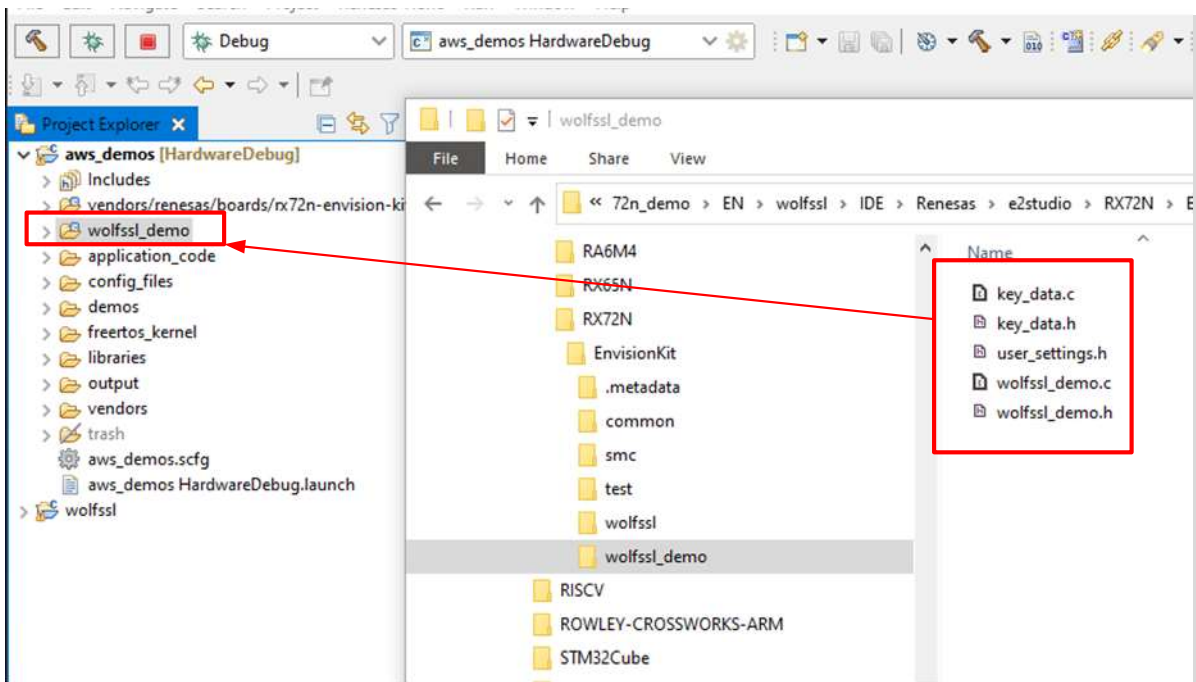 Debug
aws_demos HardwareDebug
Project Explorer
aws_demos [HardwareDebug]
Includes
vendors/renesas/boards/rx72n-envision-ki
wolfssl_demo
application_code
config_files
demos
freertos_kernel
libraries
output
vendors
trash
aws_demos.scfg
aws_demos HardwareDebug.launch
wolfssl
wolfssl_demo
File Home Share View
« 72n_demo > EN > wolfssl > IDE > Renesas > e2studio > RX72N > E
RA6M4
RX65N
RX72N
EnvisionKit
.metadata
common
smc
test
wolfssl
wolfssl_demo
RISCV
ROWLEY-CROSSWORKS-ARM
STM32Cube
Name
key_data.c
key_data.h
user_settings.h
wolfssl_demo.c
wolfssl_demo.h